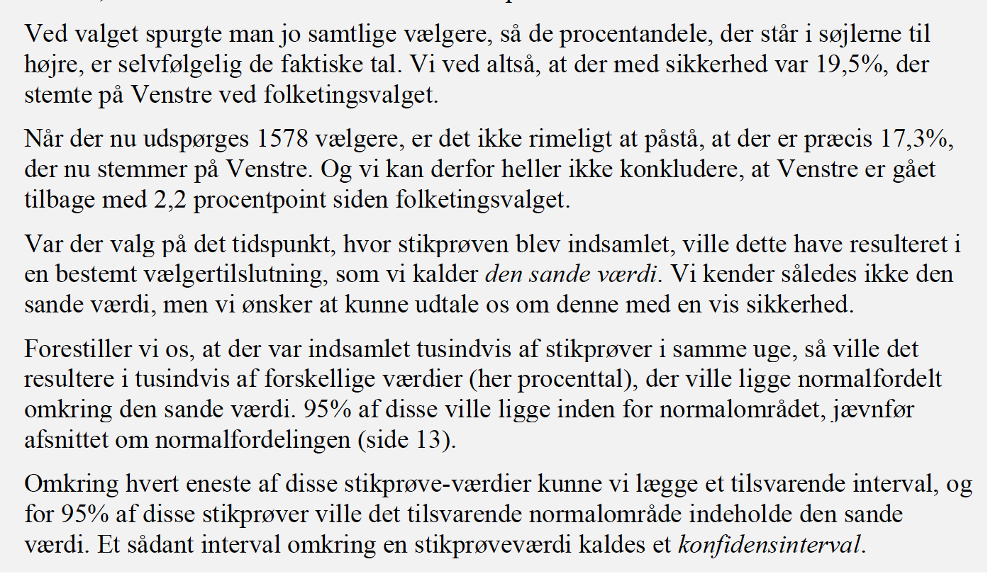 Ved valget spurgte man jo samtlige vælgere, så de procentandele, der står i søjlerne til
højre, er selvfølgelig de faktiske tal. Vi ved altså, at der med sikkerhed var 19,5%, der
stemte på Venstre ved folketingsvalget.
Når der nu udspørges 1578 vælgere, er det ikke rimeligt at påstå, at der er præcis 17,3%,
der nu stemmer på Venstre. Og vi kan derfor heller ikke konkludere, at Venstre er gået
tilbage med 2,2 procentpoint siden folketingsvalget.
Var der valg på det tidspunkt, hvor stikprøven blev indsamlet, ville dette have resulteret i
en bestemt vælgertilslutning, som vi kalder den sande værdi. Vi kender således ikke den
sande værdi, men vi ønsker at kunne udtale os om denne med en vis sikkerhed.
Forestiller vi os, at der var indsamlet tusindvis af stikprøver i samme uge, så ville det
resultere i tusindvis af forskellige værdier (her procenttal), der ville ligge normalfordelt
omkring den sande værdi. 95% af disse ville ligge inden for normalområdet, jævnfør
afsnittet om normalfordelingen (side 13).
Omkring hvert eneste af disse stikprøve-værdier kunne vi lægge et tilsvarende interval, og
for 95% af disse stikprøver ville det tilsvarende normalområde indeholde den sande
værdi. Et sådant interval omkring en stikprøveværdi kaldes et konfidensinterval.